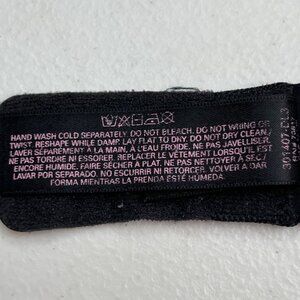 HAND WASH COLD SEPARATELY. DO NOT BLEACH. DO NOT WRING OR
TWIST. RESHAPE WHILE DAMP. LAY FLAT TO DRY. DO NOT DRY CLEAN.
LAVER SÉPARÉMENT À LA MAIN, À L'EAU FROIDE. NE PAS JAVELLISER.
NE PAS TORDRE NI ESSORER. REPLACER LE VÊTEMENT LORSQU'IL EST
ENCORE HUMIDE. FAIRE SÉCHER À PLAT. NE PAS NETTOYER À SEC/
LAVAR POR SEPARADO. NO ESCURRIR NI RETORCER. VOLVER A DAR
FORMA MIENTRAS LA PRENDA ESTÉ HÚMEDA.